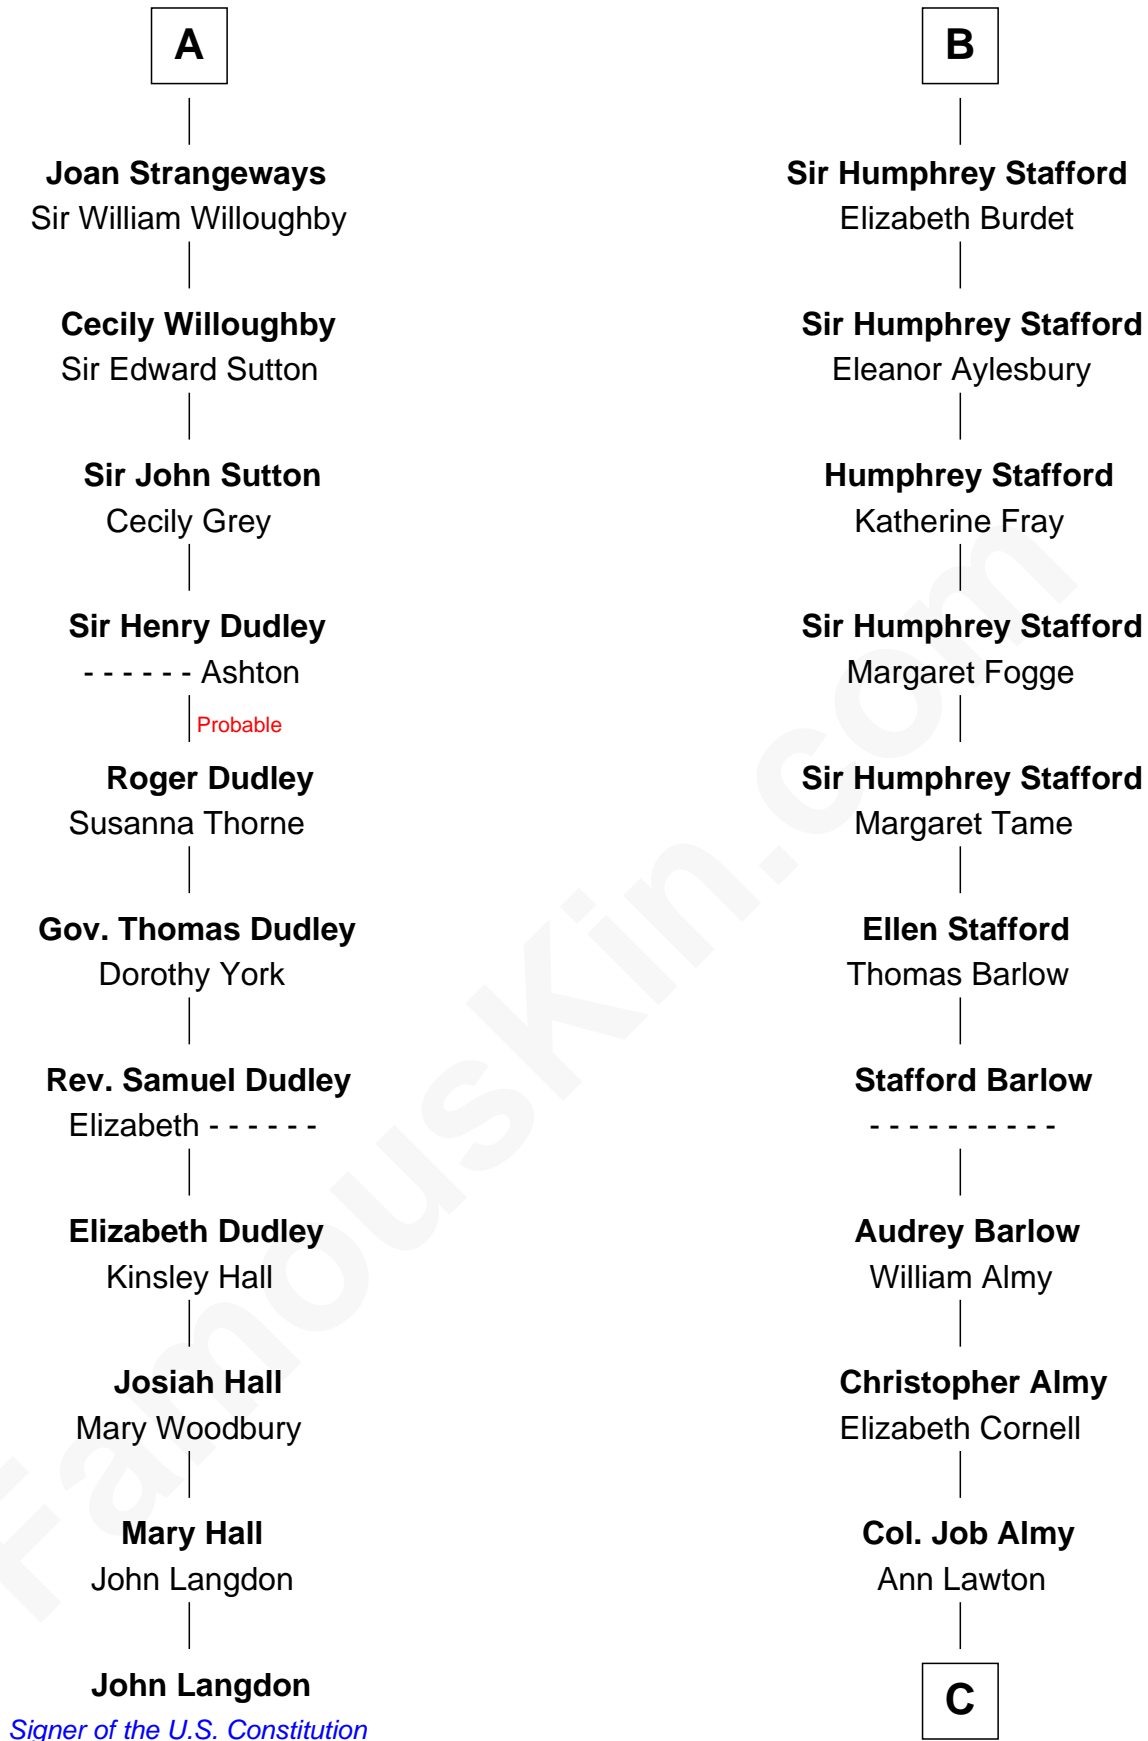 A
Joan Strangeways
Sir William Willoughby
Cecily Willoughby
Sir Edward Sutton
Sir John Sutton
Cecily Grey
Sir Henry Dudley
- - - - - - Ashton
Probable
Roger Dudley
Susanna Thorne
Gov. Thomas Dudley
Dorothy York
Rev. Samuel Dudley
Elizabeth - - - - - -
Elizabeth Dudley
Kinsley Hall
Josiah Hall
Mary Woodbury
Mary Hall
John Langdon
John Langdon
Signer of the U.S. Constitution
B
Sir Humphrey Stafford
Elizabeth Burdet
Sir Humphrey Stafford
Eleanor Aylesbury
Humphrey Stafford
Katherine Fray
Sir Humphrey Stafford
Margaret Fogge
Sir Humphrey Stafford
Margaret Tame
Ellen Stafford
Thomas Barlow
Stafford Barlow
- - - - - - - - - -
Audrey Barlow
William Almy
Christopher Almy
Elizabeth Cornell
Col. Job Almy
Ann Lawton
C
FamousKin.com